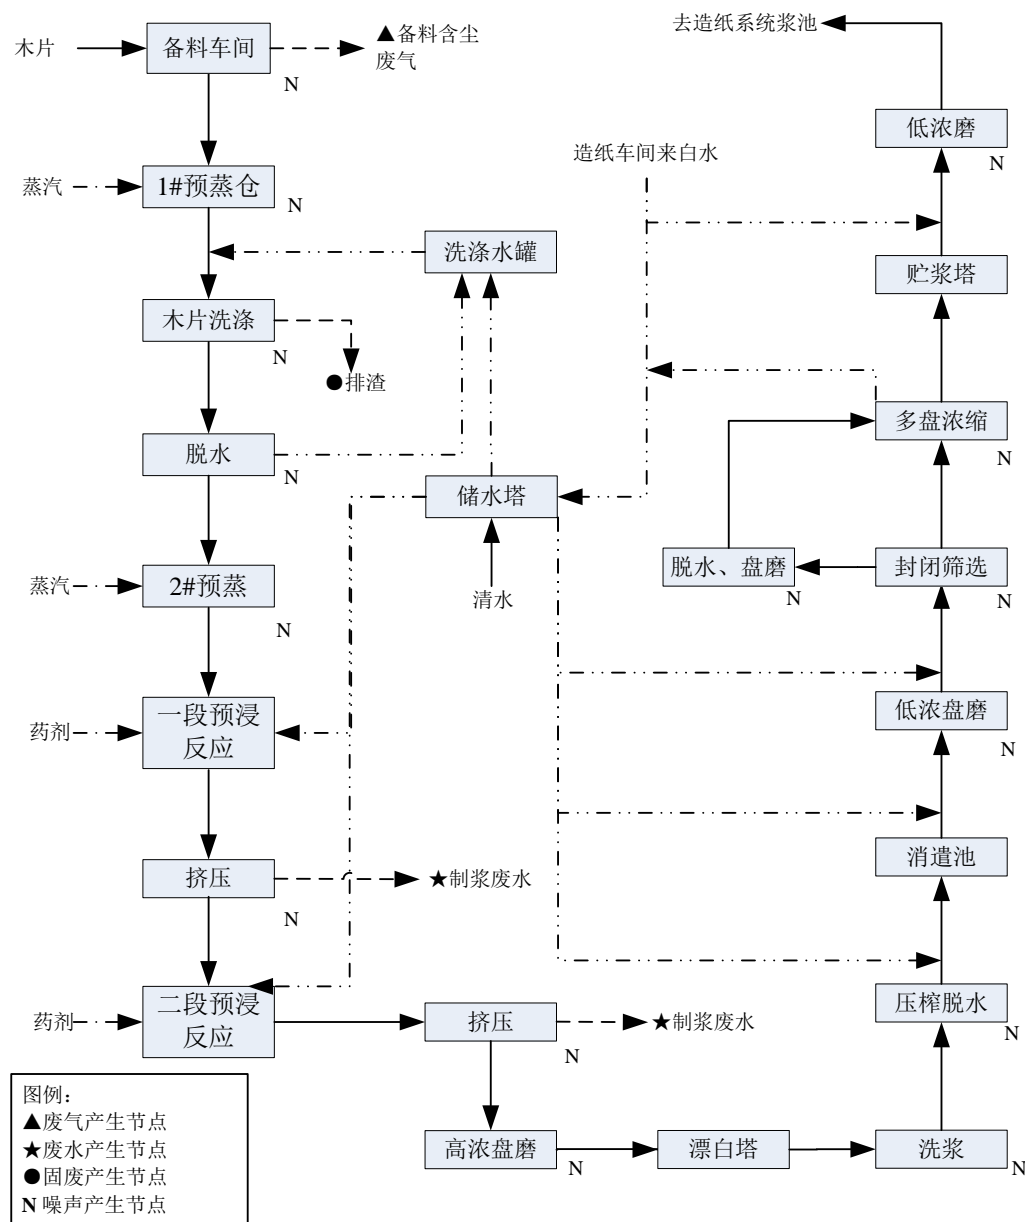 木片
备料车间
▲备料含尘
废气
N
蒸汽
1#预蒸仓
N
洗涤水罐
木片洗涤
N
●排渣
脱水
N
储水塔
清水
蒸汽
2#预蒸
N
药剂
一段预浸
反应
挤压
N
★制浆废水
药剂
二段预浸
反应
挤压
N
★制浆废水
高浓盘磨
N
漂白塔
洗浆
N
压榨脱水
N
消遣池
低浓盘磨
N
封闭筛选
N
脱水、盘磨
N
多盘浓缩
N
贮浆塔
造纸车间来白水
低浓磨
N
去造纸系统浆池
图例：
▲废气产生节点
★废水产生节点
●固废产生节点
N 噪声产生节点